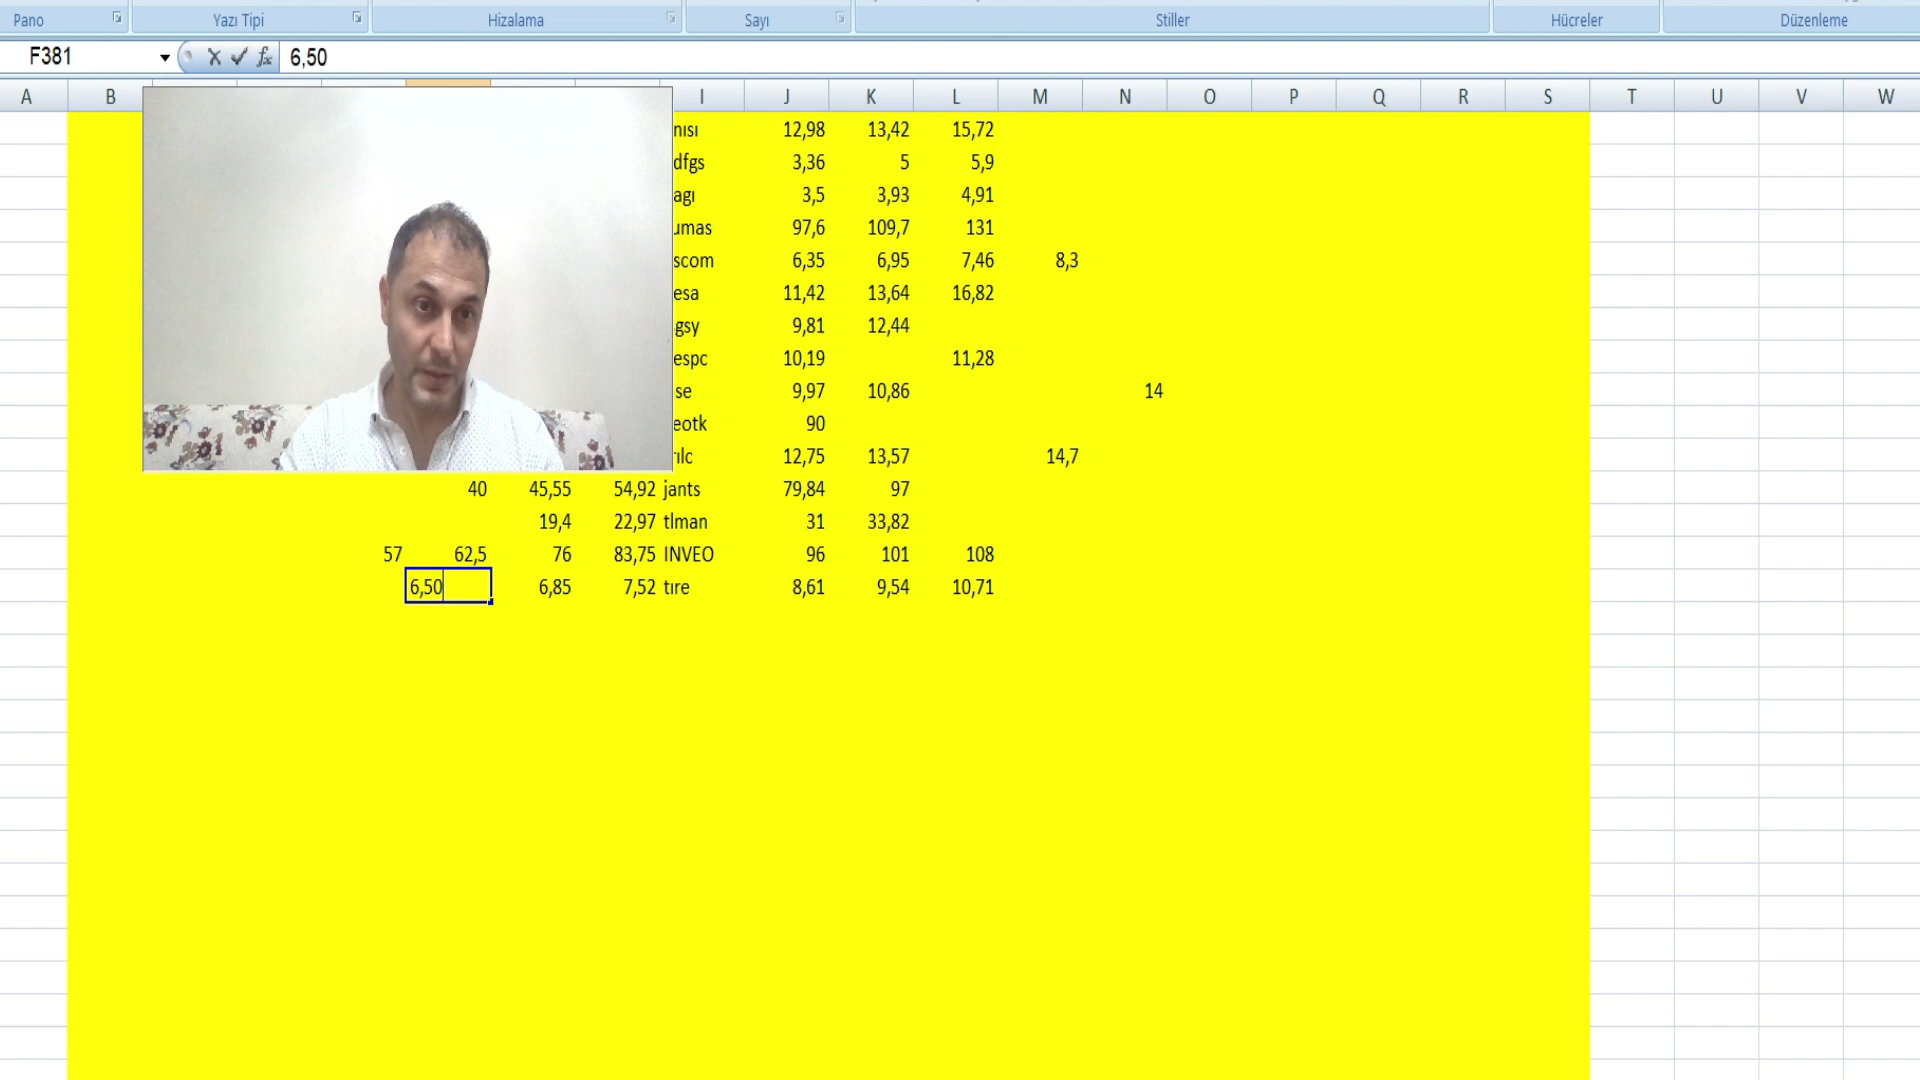 Pano Yazı Tipi Hizalama Sayı Stiller Hücreler Düzenleme
F381 fx 6,50
A B I J K L M N O P Q R S T U V W
nısı 12,98 13,42 15,72
dfgs 3,36 5 5,9
agı 3,5 3,93 4,91
umas 97,6 109,7 131
scom 6,35 6,95 7,46 8,3
esa 11,42 13,64 16,82
gsy 9,81 12,44
espc 10,19 11,28
se 9,97 10,86 14
eotk 90
ılc 12,75 13,57 14,7
40 45,55 54,92 jants 79,84 97
19,4 22,97 tlman 31 33,82
57 62,5 76 83,75 INVEO 96 101 108
6,50 6,85 7,52 tıre 8,61 9,54 10,71